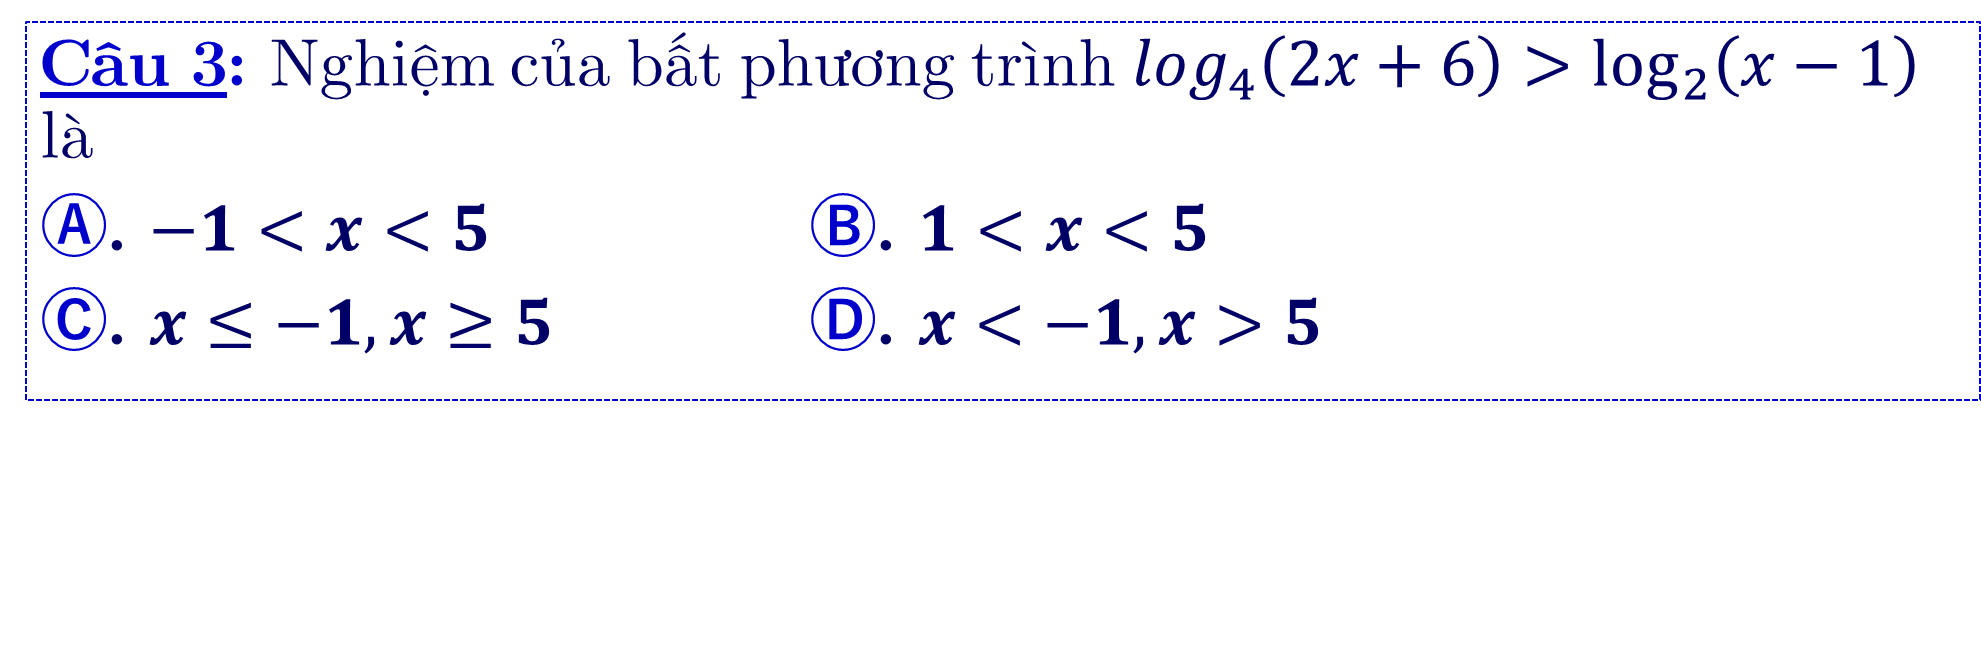 Câu 3: Nghiệm của bất phương trình log₄(2x + 6) > log₂(x − 1)
là
Ⓐ. −1 < x < 5 Ⓑ. 1 < x < 5
Ⓒ. x ≤ −1, x ≥ 5 Ⓓ. x < −1, x > 5